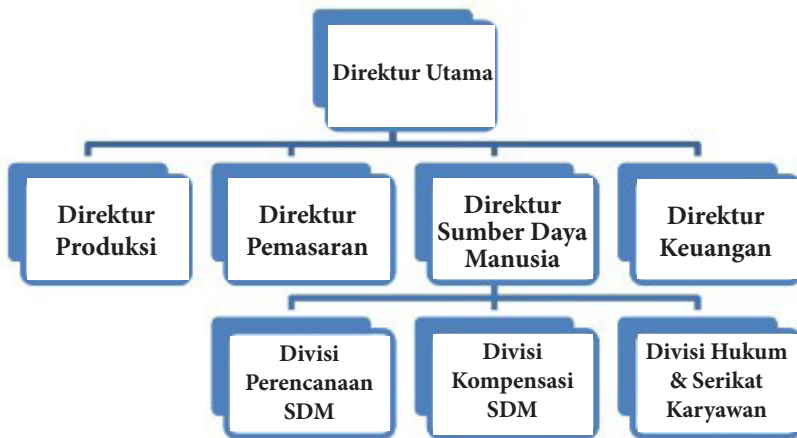 Direktur Utama
Direktur
Produksi
Direktur
Pemasaran
Direktur
Sumber Daya
Manusia
Direktur
Keuangan
Divisi
Perencanaan
SDM
Divisi
Kompensasi
SDM
Divisi Hukum
& Serikat
Karyawan